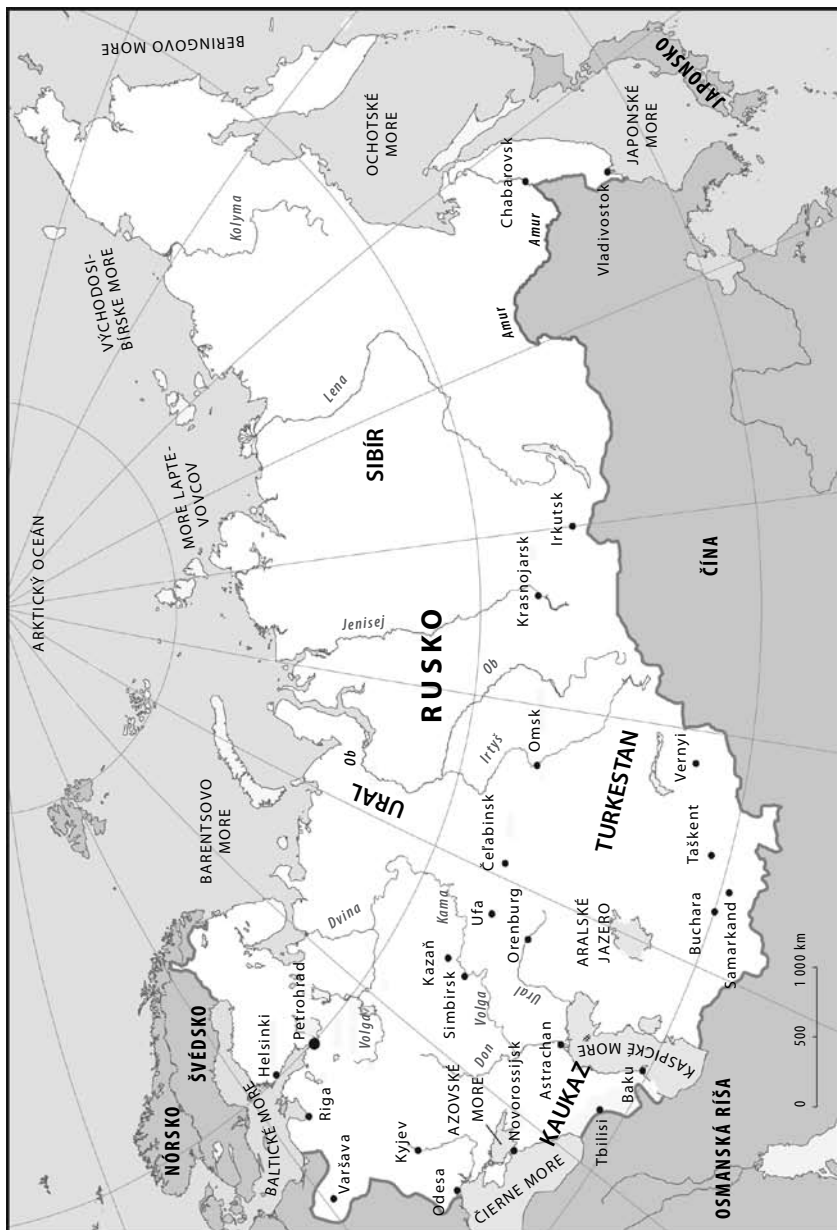 ARKTICKÝ OCEÁN
BERINGOVO MORE
VÝCHODOSI-
BÍRSKE MORE
MORE LAPTE-
VOVCOV
BARENTSOVO
MORE
OCHOTSKÉ
MORE
JAPONSKO
JAPONSKÉ
MORE
NÓRSKO
ŠVÉDSKO
BALTICKÉ MORE
Helsinki
Petrohrad
Riga
Varšava
Kyjev
Odesa
AZOVSKÉ
MORE
ČIERNE MORE
Novorossijsk
KAUKAZ
Tbilisi
Baku
Astrachan
KASPICKÉ MORE
OSMANSKÁ RÍŠA
Dvina
Volga
Kama
Kazaň
Simbirsk
Volga
Don
Ufa
Orenburg
Ural
Čeľabinsk
URAL
Ob
RUSKO
Jenisej
Ob
Irtyš
Omsk
Krasnojarsk
Irkutsk
SIBÍR
Lena
Kolyma
Amur
Amur
Chabarovsk
Vladivostok
ČÍNA
TURKESTAN
ARALSKÉ
JAZERO
Vernyi
Taškent
Buchara
Samarkand
0 500 1 000 km